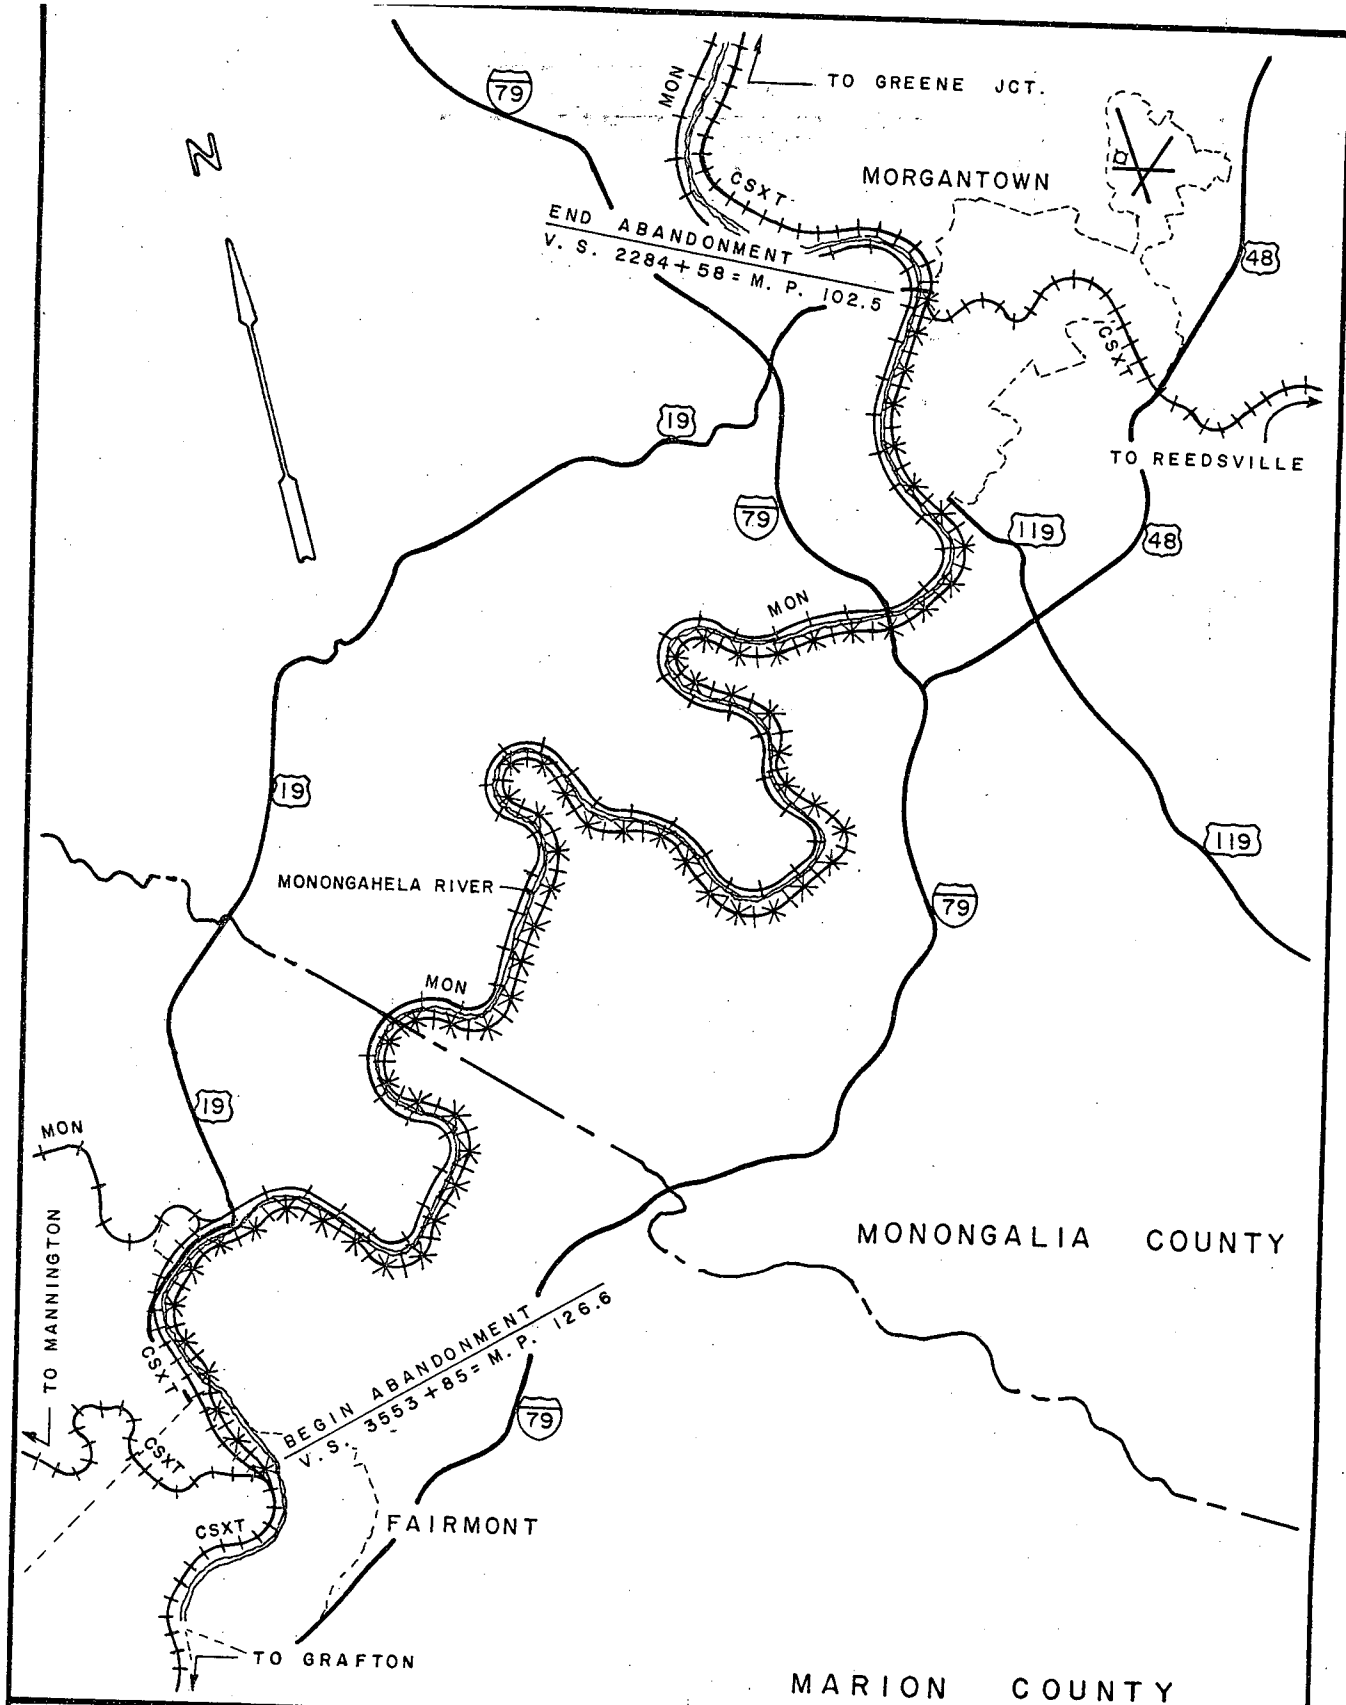 79
MON
TO GREENE JCT.
CSXT
MORGANTOWN
N
END ABANDONMENT
V. S. 2284+58 = M. P. 102.5
48
CSXT
19
TO REEDSVILLE
79
119
48
MON
19
119
MONONGAHELA RIVER
79
MON
19
MON
MONONGALIA COUNTY
TO MANNINGTON
BEGIN ABANDONMENT
V. S. 3553+85 = M. P. 126.6
CSXT
79
CSXT
CSXT
FAIRMONT
TO GRAFTON
MARION COUNTY